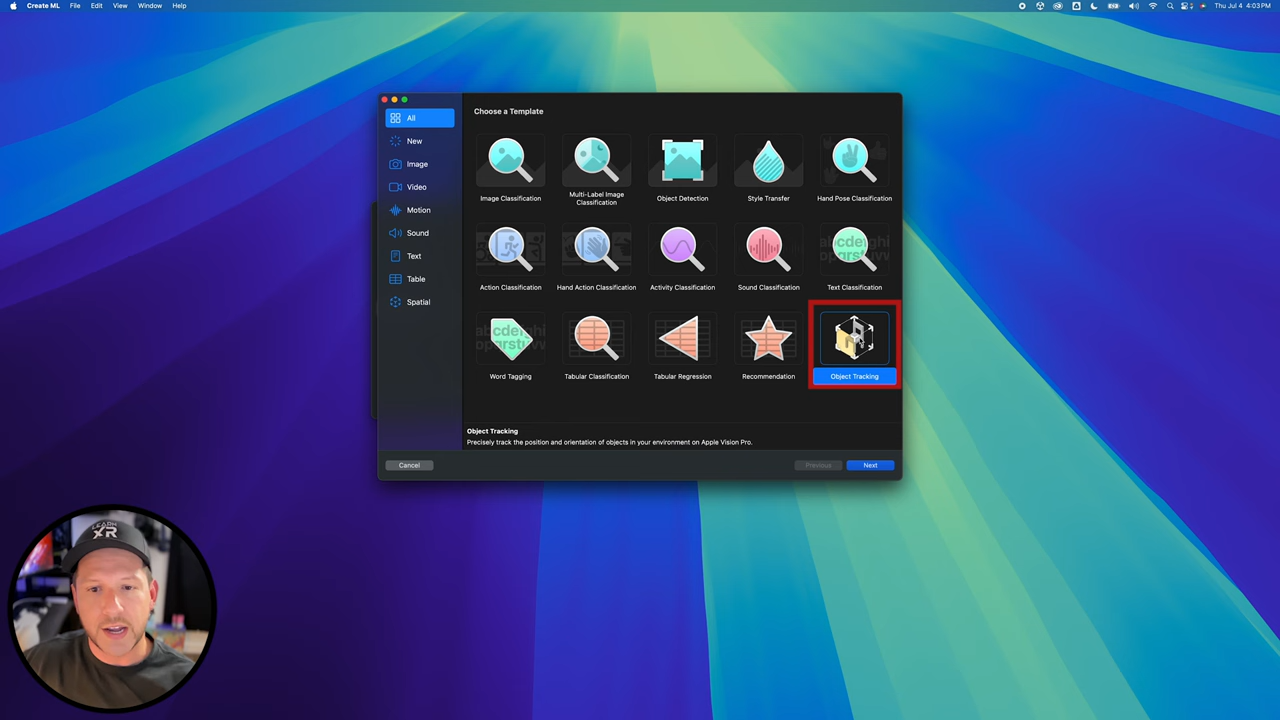 Create ML File Edit View Window Help
Thu Jul 4 4:03 PM
Choose a Template
All
New
Image
Video
Motion
Sound
Text
Table
Spatial
Image Classification
Multi-Label Image
Classification
Object Detection
Style Transfer
Hand Pose Classification
Action Classification
Hand Action Classification
Activity Classification
Sound Classification
abcdefghi
Text Classification
abcdefghi
Word Tagging
Tabular Classification
Tabular Regression
Recommendation
Object Tracking
Object Tracking
Precisely track the position and orientation of objects in your environment on Apple Vision Pro.
Cancel
Previous
Next
LEARN
XR